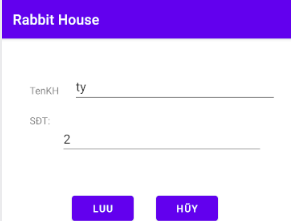 Rabbit House
TenKH ty
SĐT:
2
LUU HỦY